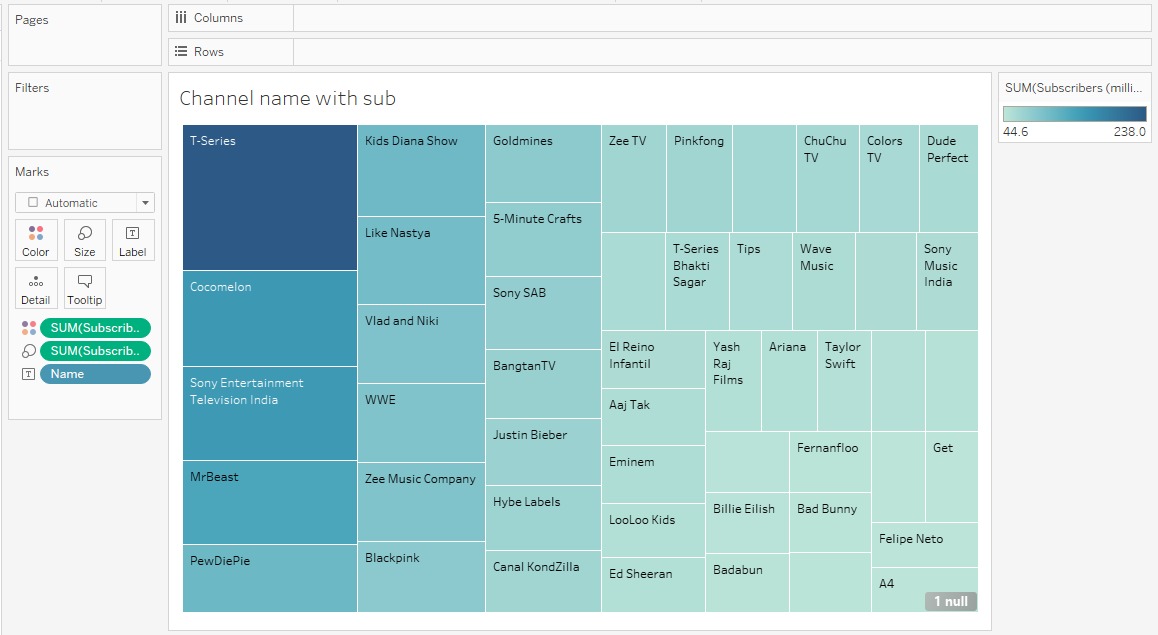 Pages
Columns
Rows
Filters
Marks
Automatic
Color
Size
Label
Detail
Tooltip
SUM(Subscrib..
SUM(Subscrib..
Name
Channel name with sub
T-Series
Cocomelon
Sony Entertainment
Television India
MrBeast
PewDiePie
Kids Diana Show
Like Nastya
Vlad and Niki
WWE
Zee Music Company
Blackpink
Goldmines
5-Minute Crafts
Sony SAB
BangtanTV
Justin Bieber
Hybe Labels
Canal KondZilla
Zee TV
Pinkfong
ChuChu
TV
Colors
TV
Dude
Perfect
T-Series
Bhakti
Sagar
Tips
Wave
Music
Sony
Music
India
El Reino
Infantil
Aaj Tak
Eminem
LooLoo Kids
Ed Sheeran
Yash
Raj
Films
Ariana
Taylor
Swift
Fernanfloo
Billie Eilish
Bad Bunny
Badabun
Get
Felipe Neto
A4
1 null
SUM(Subscribers (milli...
44.6
238.0